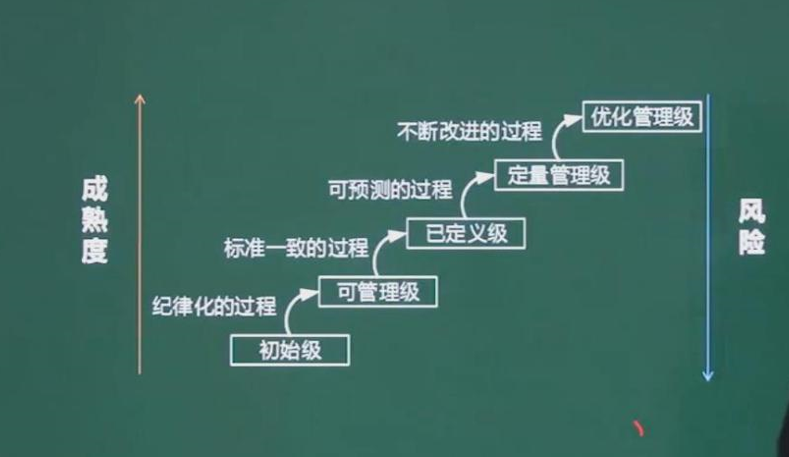 优化管理级
不断改进的过程
定量管理级
可预测的过程
已定义级
标准一致的过程
可管理级
纪律化的过程
初始级
成熟度
风险